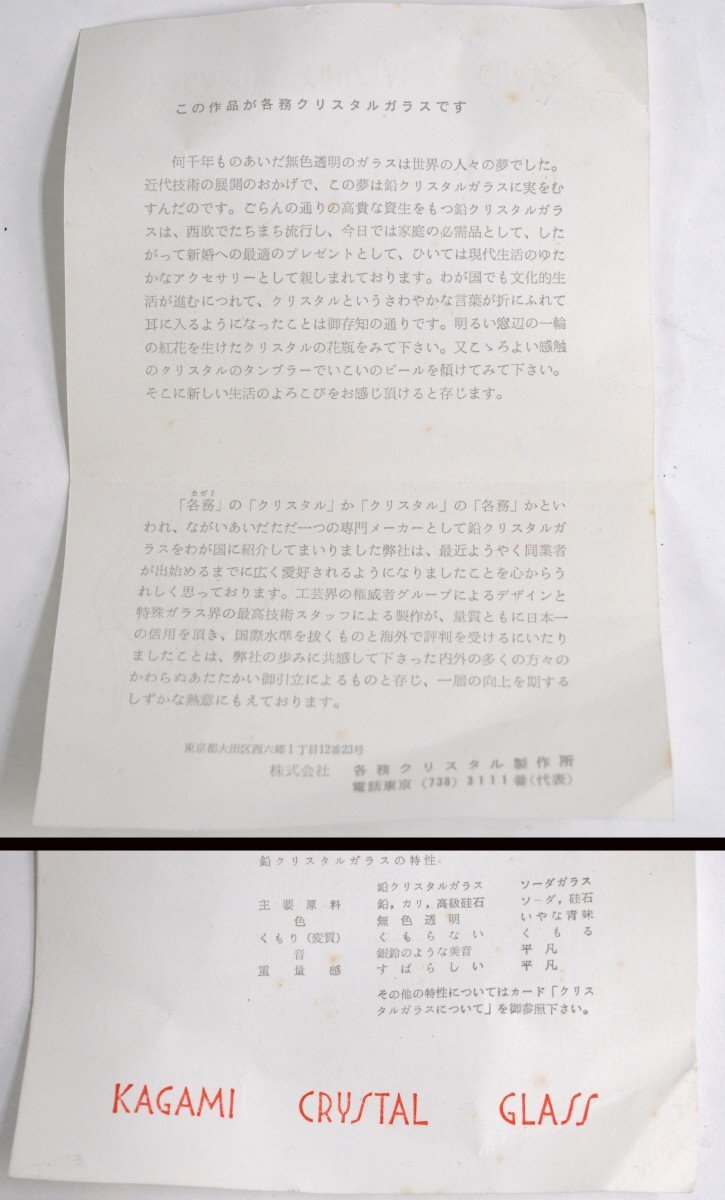 この作品が各務クリスタルガラスです
何千年ものあいだ無色透明のガラスは世界の人々の夢でした。
近代技術の展開のおかげで、この夢は鉛クリスタルガラスに実をむ
すんだのです。ごらんの通りの高貴な資生をもつ鉛クリスタルガラ
スは、西欧でたちまち流行し、今日では家庭の必需品として、した
がって新婚への最適のプレゼントとして、ひいては現代生活のゆた
かなアクセサリーとして親しまれております。わが国でも文化的生
活が進むにつれて、クリスタルというさわやかな言葉が折にふれて
耳に入るようになったことは御存知の通りです。明るい窓辺の一輪
の紅花を生けたクリスタルの花瓶をみて下さい。又こゝろよい感触
のクリスタルのタンブラーでいこいのビールを傾けてみて下さい。
そこに新しい生活のよろこびをお感じ頂けると存じます。
カガミ
「各務」の「クリスタル」か「クリスタル」の「各務」かとい
われ、ながいあいだただ一つの専門メーカーとして鉛クリスタルガ
ラスをわが国に紹介してまいりました弊社は、最近ようやく同業者
が出始めるまでに広く愛好されるようになりましたことを心からう
れしく思っております。工芸界の権威者グループによるデザインと
特殊ガラス界の最高技術スタッフによる製作が、量質ともに日本一
の信用を頂き、国際水準を抜くものと海外で評判を受けるにいたり
ましたことは、弊社の歩みに共感して下さった内外の多くの方々の
かわらぬあたたかい御引立によるものと存じ、一層の向上を期する
しずかな熱意にもえております。
東京都大田区西六郷1丁目12番23号
株式会社 各務クリスタル製作所
電話東京 (738) 3111番(代表)
鉛クリスタルガラスの特性
鉛クリスタルガラス ソーダガラス
主要原料 鉛，カリ，高級硅石 ソーダ，硅石
色 無色透明 いやな青味
くもり(変質) くもらない くもる
音 銀鈴のような美音 平凡
重量感 すばらしい 平凡
その他の特性についてはカード「クリス
タルガラスについて」を御参照下さい。
KAGAMI CRYSTAL GLASS